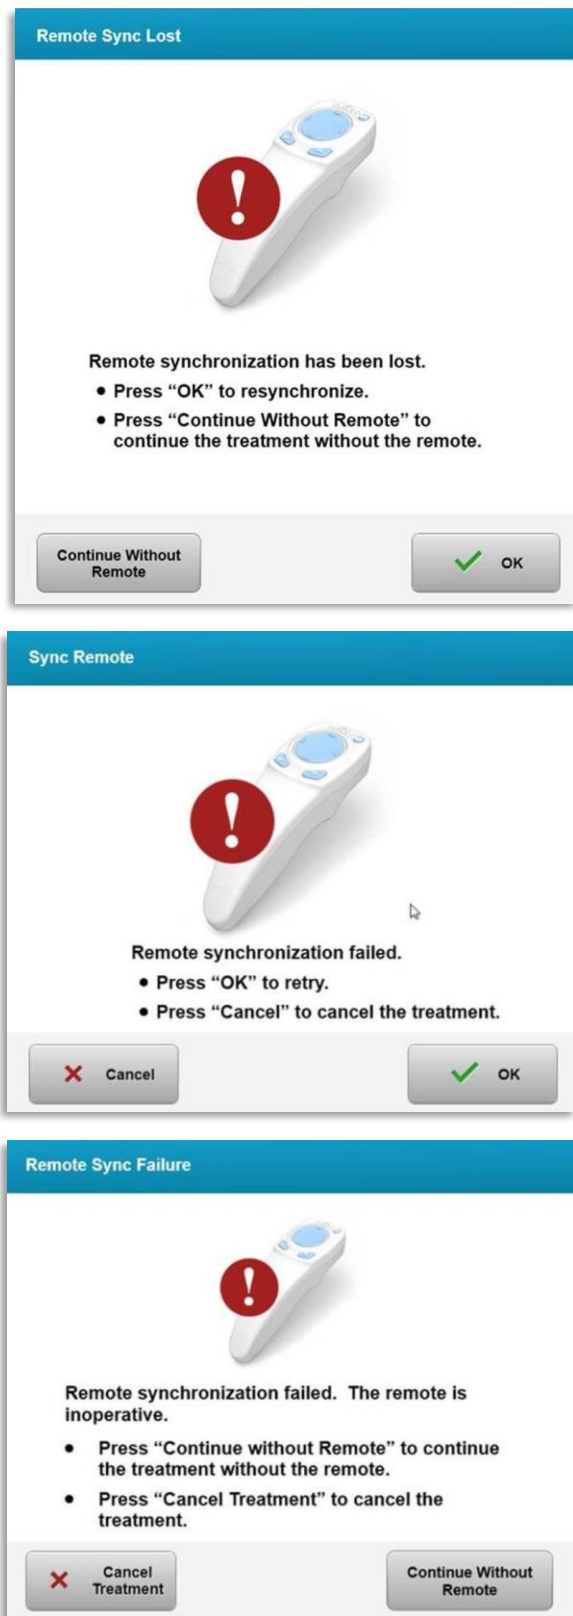 Remote Sync Lost
Remote synchronization has been lost.
• Press “OK” to resynchronize.
• Press “Continue Without Remote” to
continue the treatment without the remote.
Continue Without
Remote
OK
Sync Remote
Remote synchronization failed.
• Press “OK” to retry.
• Press “Cancel” to cancel the treatment.
Cancel
OK
Remote Sync Failure
Remote synchronization failed.  The remote is
inoperative.
• Press “Continue without Remote” to continue
the treatment without the remote.
• Press “Cancel Treatment” to cancel the
treatment.
Cancel
Treatment
Continue Without
Remote